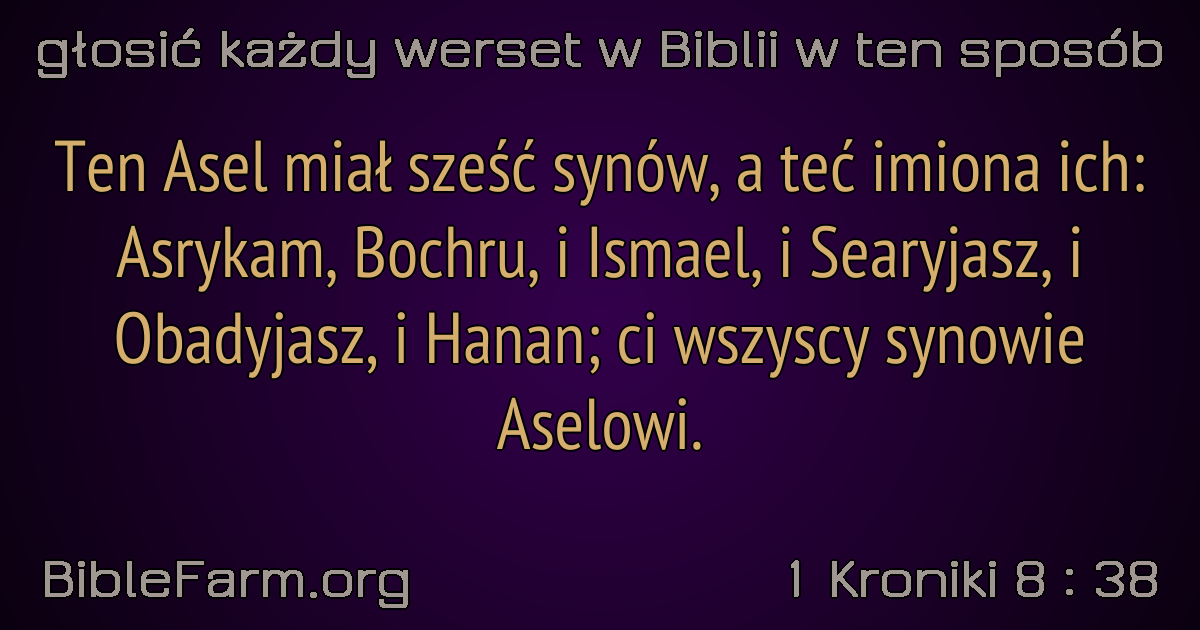 głosić każdy werset w Biblii w ten sposób
Ten Asel miał sześć synów, a teć imiona ich:
Asrykam, Bochru, i Ismael, i Searyjasz, i
Obadyjasz, i Hanan; ci wszyscy synowie
Aselowi.
BibleFarm.org
1 Kroniki 8 : 38